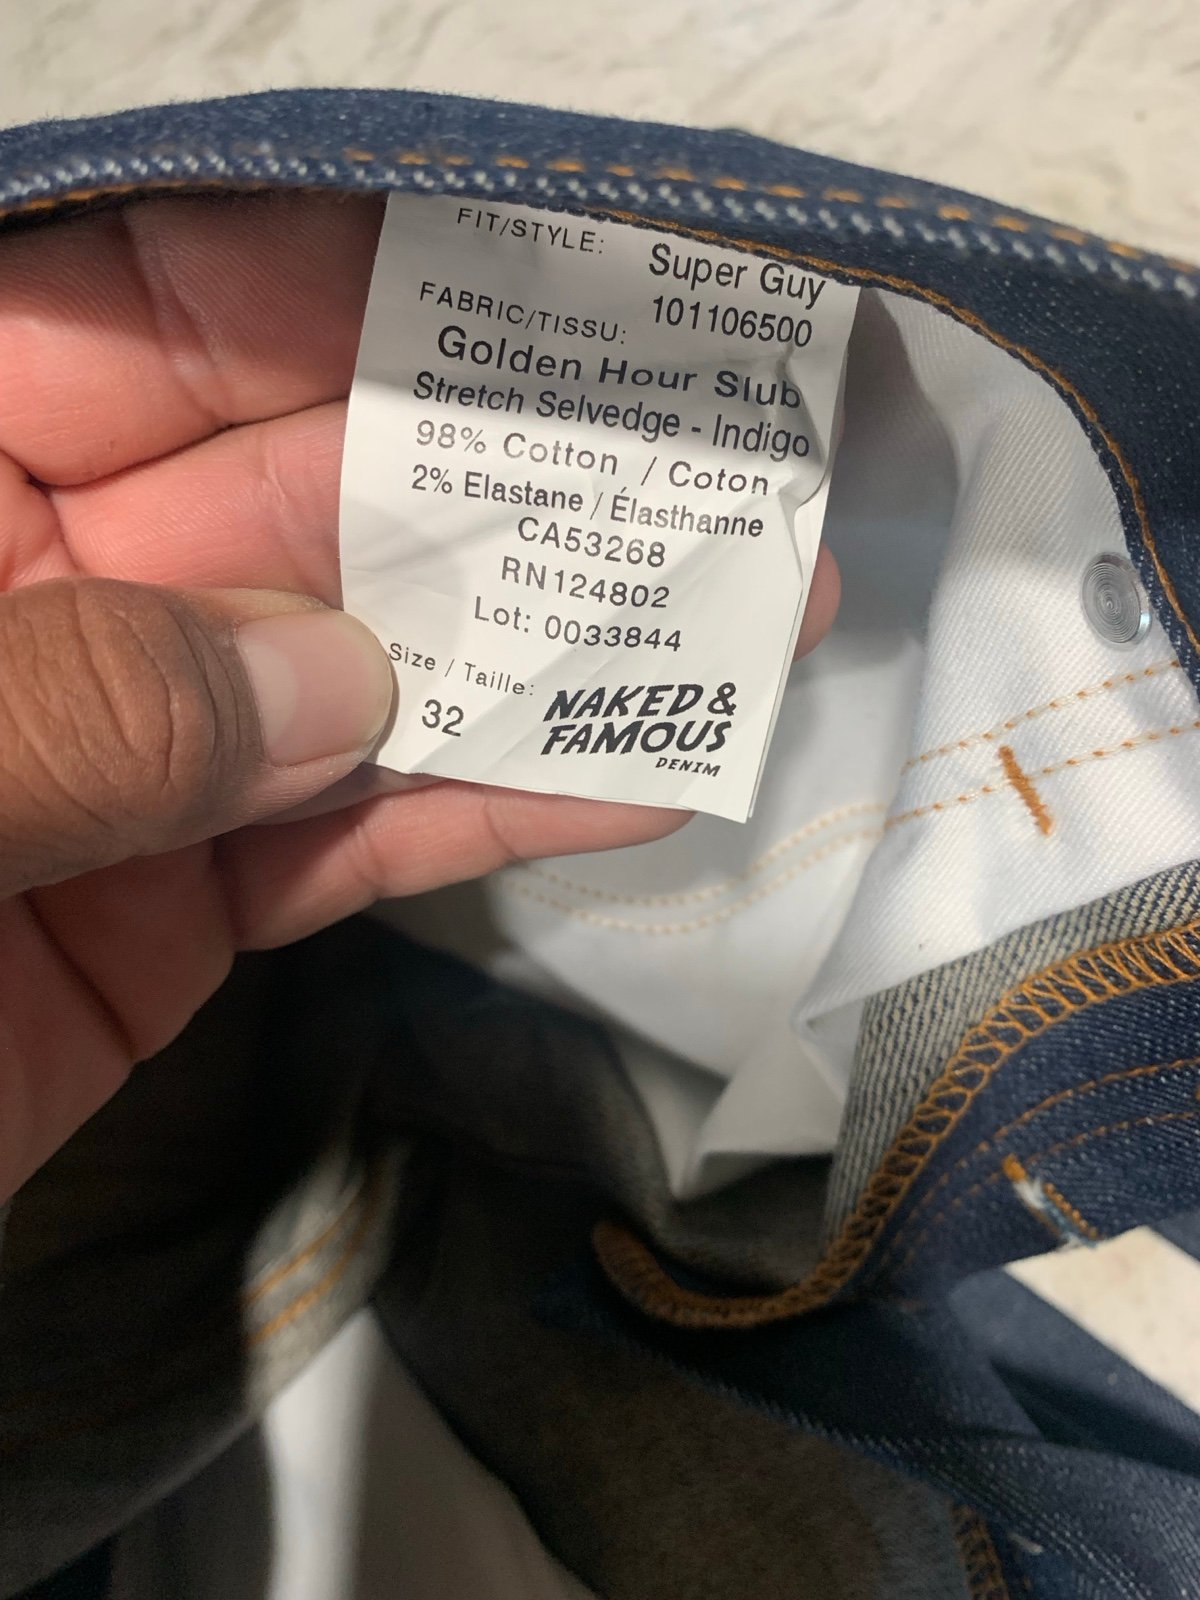 FIT/STYLE: Super Guy
101106500
FABRIC/TISSU:
Golden Hour Slub
Stretch Selvedge - Indigo
98% Cotton / Coton
2% Elastane / Élasthanne
CA53268
RN124802
Lot: 0033844
Size / Taille:
32
NAKED &
FAMOUS
DENIM